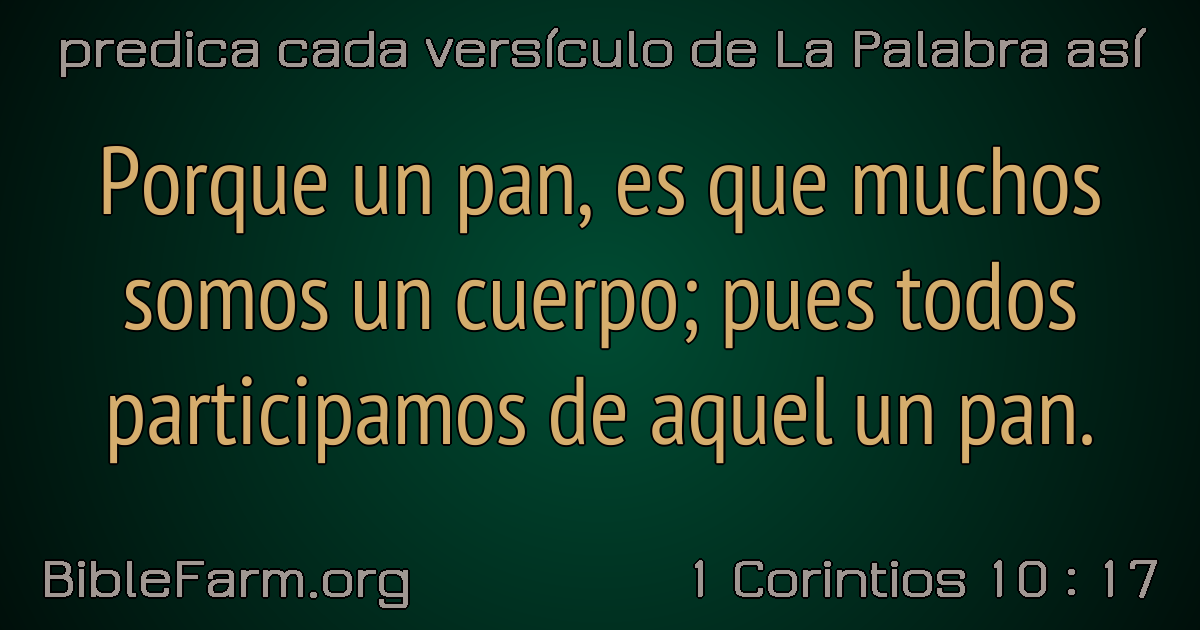 predica cada versículo de La Palabra así
Porque un pan, es que muchos
somos un cuerpo; pues todos
participamos de aquel un pan.
BibleFarm.org
1 Corintios 10 : 17